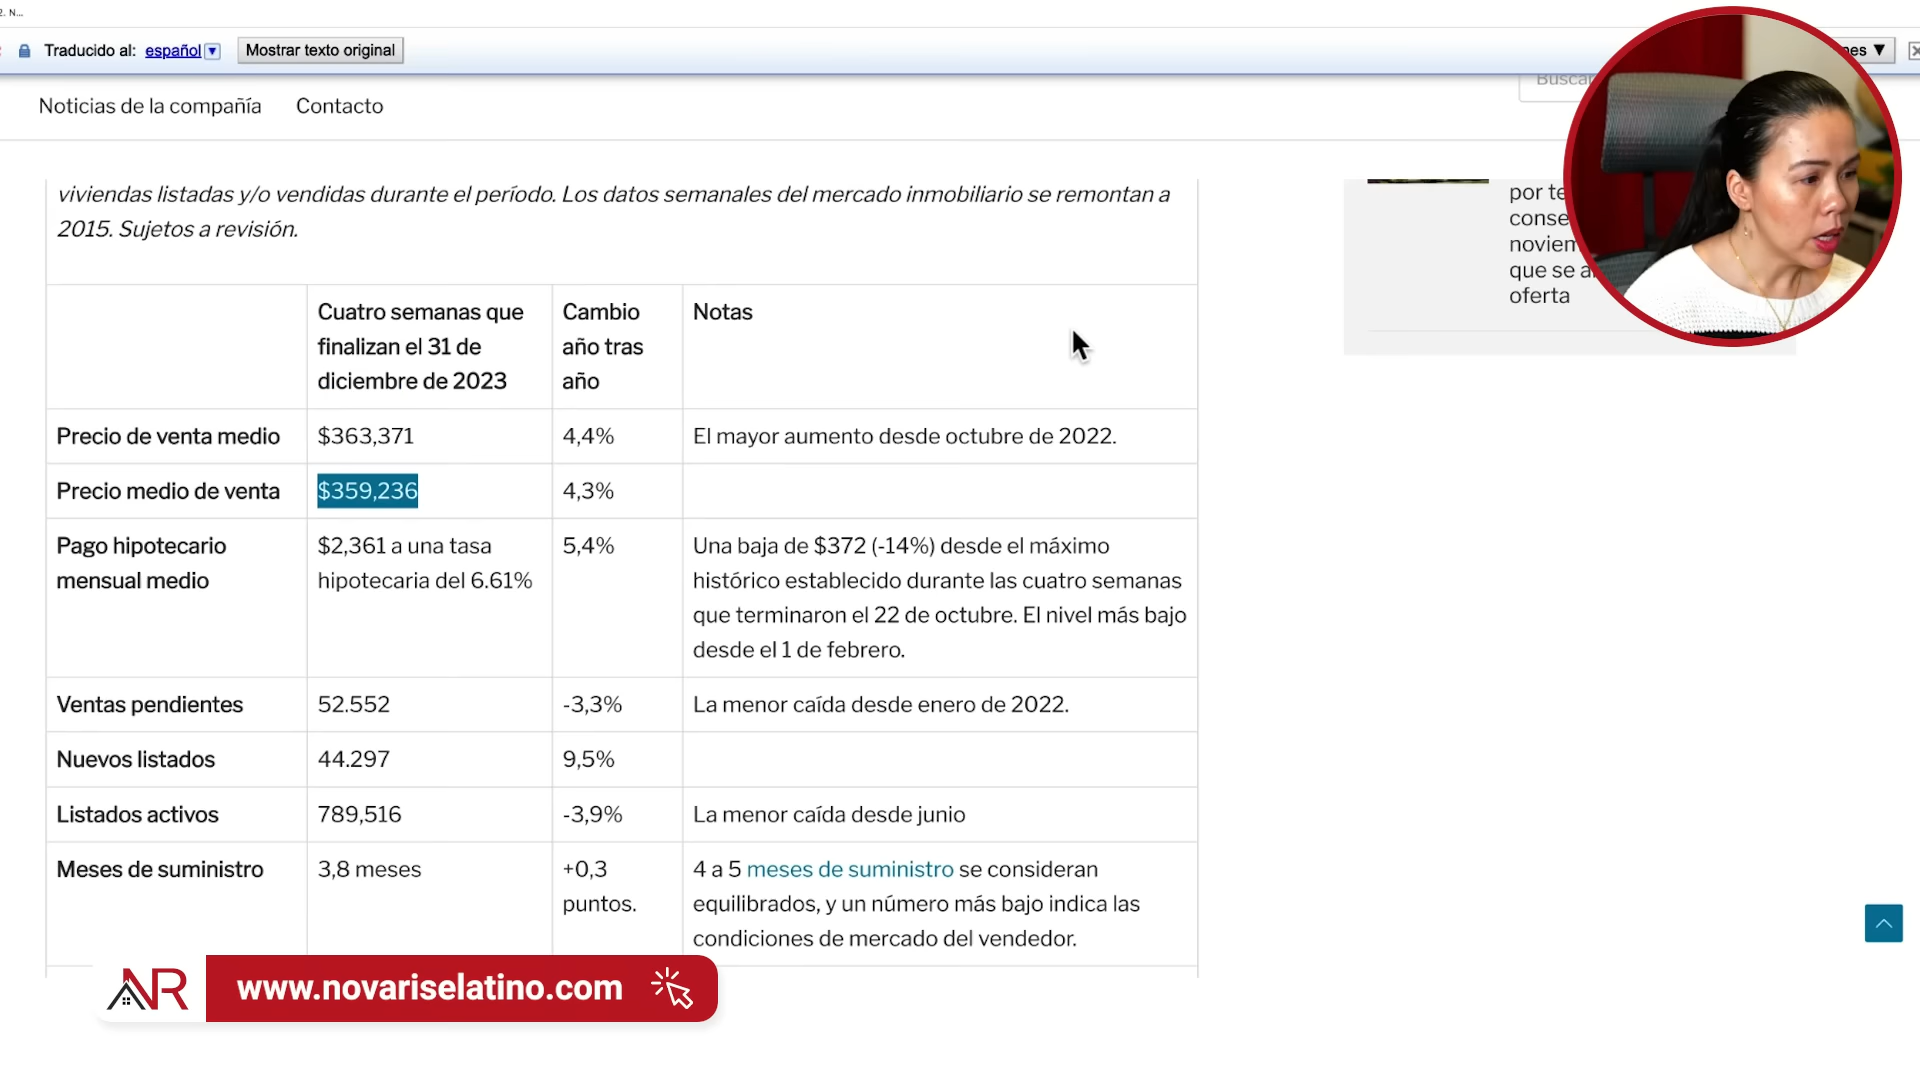 2. N...
Traducido al: español ▼ Mostrar texto original
Noticias de la compañía Contacto
Buscar
viviendas listadas y/o vendidas durante el período. Los datos semanales del mercado inmobiliario se remontan a
2015. Sujetos a revisión.
Cuatro semanas que
finalizan el 31 de
diciembre de 2023
Cambio
año tras
año
Notas
Precio de venta medio $363,371 4,4% El mayor aumento desde octubre de 2022.
Precio medio de venta $359,236 4,3%
Pago hipotecario
mensual medio
$2,361 a una tasa
hipotecaria del 6.61%
5,4%
Una baja de $372 (-14%) desde el máximo
histórico establecido durante las cuatro semanas
que terminaron el 22 de octubre. El nivel más bajo
desde el 1 de febrero.
Ventas pendientes 52.552 -3,3% La menor caída desde enero de 2022.
Nuevos listados 44.297 9,5%
Listados activos 789,516 -3,9% La menor caída desde junio
Meses de suministro 3,8 meses
+0,3
puntos.
4 a 5 meses de suministro se consideran
equilibrados, y un número más bajo indica las
condiciones de mercado del vendedor.
por te
conse
noviem
que se a
oferta
NR
www.novariselatino.com